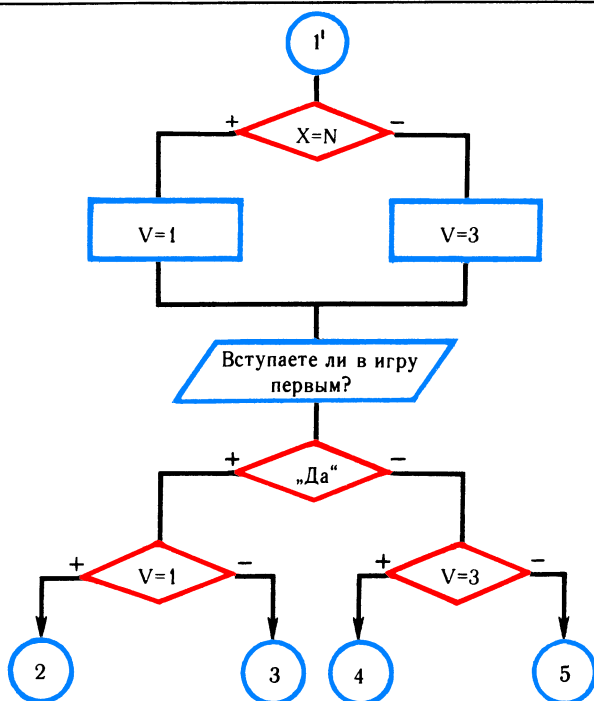 1'
+ −
X=N
V=1 V=3
Вступаете ли в игру
первым?
+ −
„Да“
+ − + −
V=1 V=3
2 3 4 5